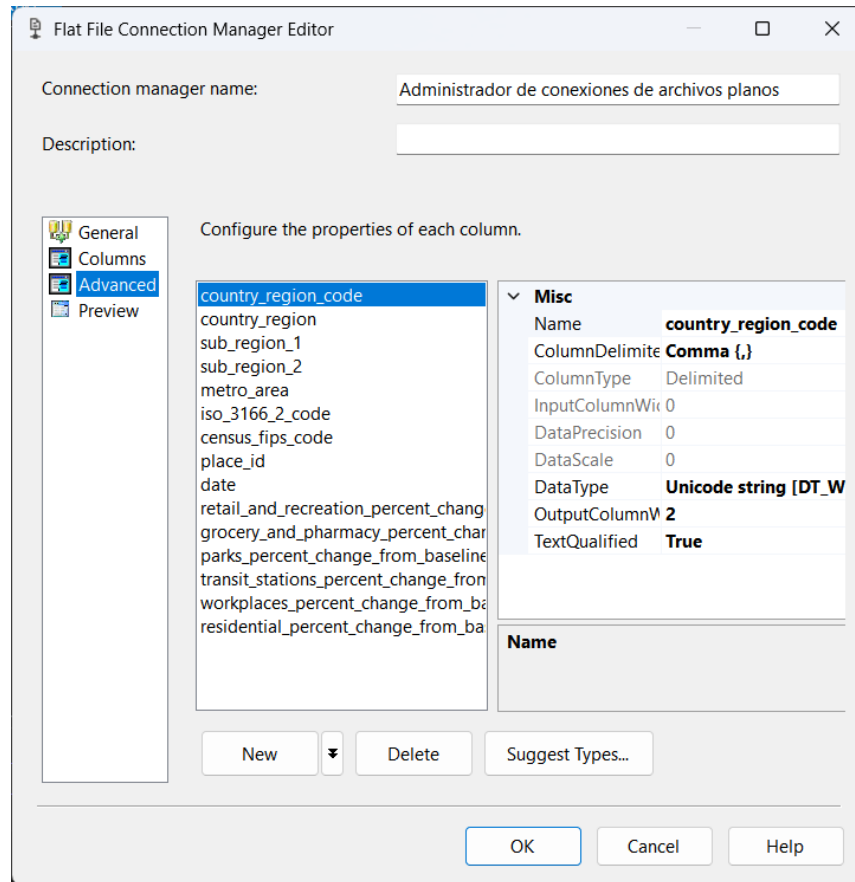 Flat File Connection Manager Editor
Connection manager name:
Administrador de conexiones de archivos planos
Description:
General
Columns
Advanced
Preview
Configure the properties of each column.
country_region_code
country_region
sub_region_1
sub_region_2
metro_area
iso_3166_2_code
census_fips_code
place_id
date
retail_and_recreation_percent_chang
grocery_and_pharmacy_percent_char
parks_percent_change_from_baseline
transit_stations_percent_change_from
workplaces_percent_change_from_ba
residential_percent_change_from_ba
Misc
Name country_region_code
ColumnDelimite Comma {,}
ColumnType Delimited
InputColumnWi 0
DataPrecision 0
DataScale 0
DataType Unicode string [DT_W
OutputColumnW 2
TextQualified True
Name
New
Delete
Suggest Types...
OK
Cancel
Help